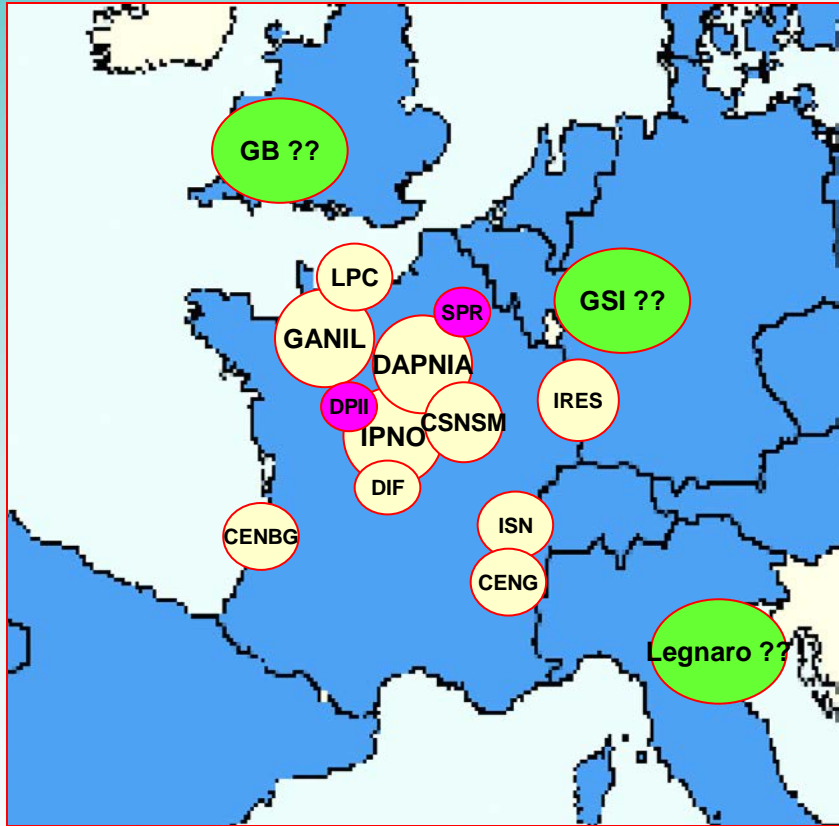 GB ??
LPC
SPR
GSI ??
GANIL
DAPNIA
DPII
IRES
CSNSM
IPNO
DIF
ISN
CENBG
CENG
Legnaro ??